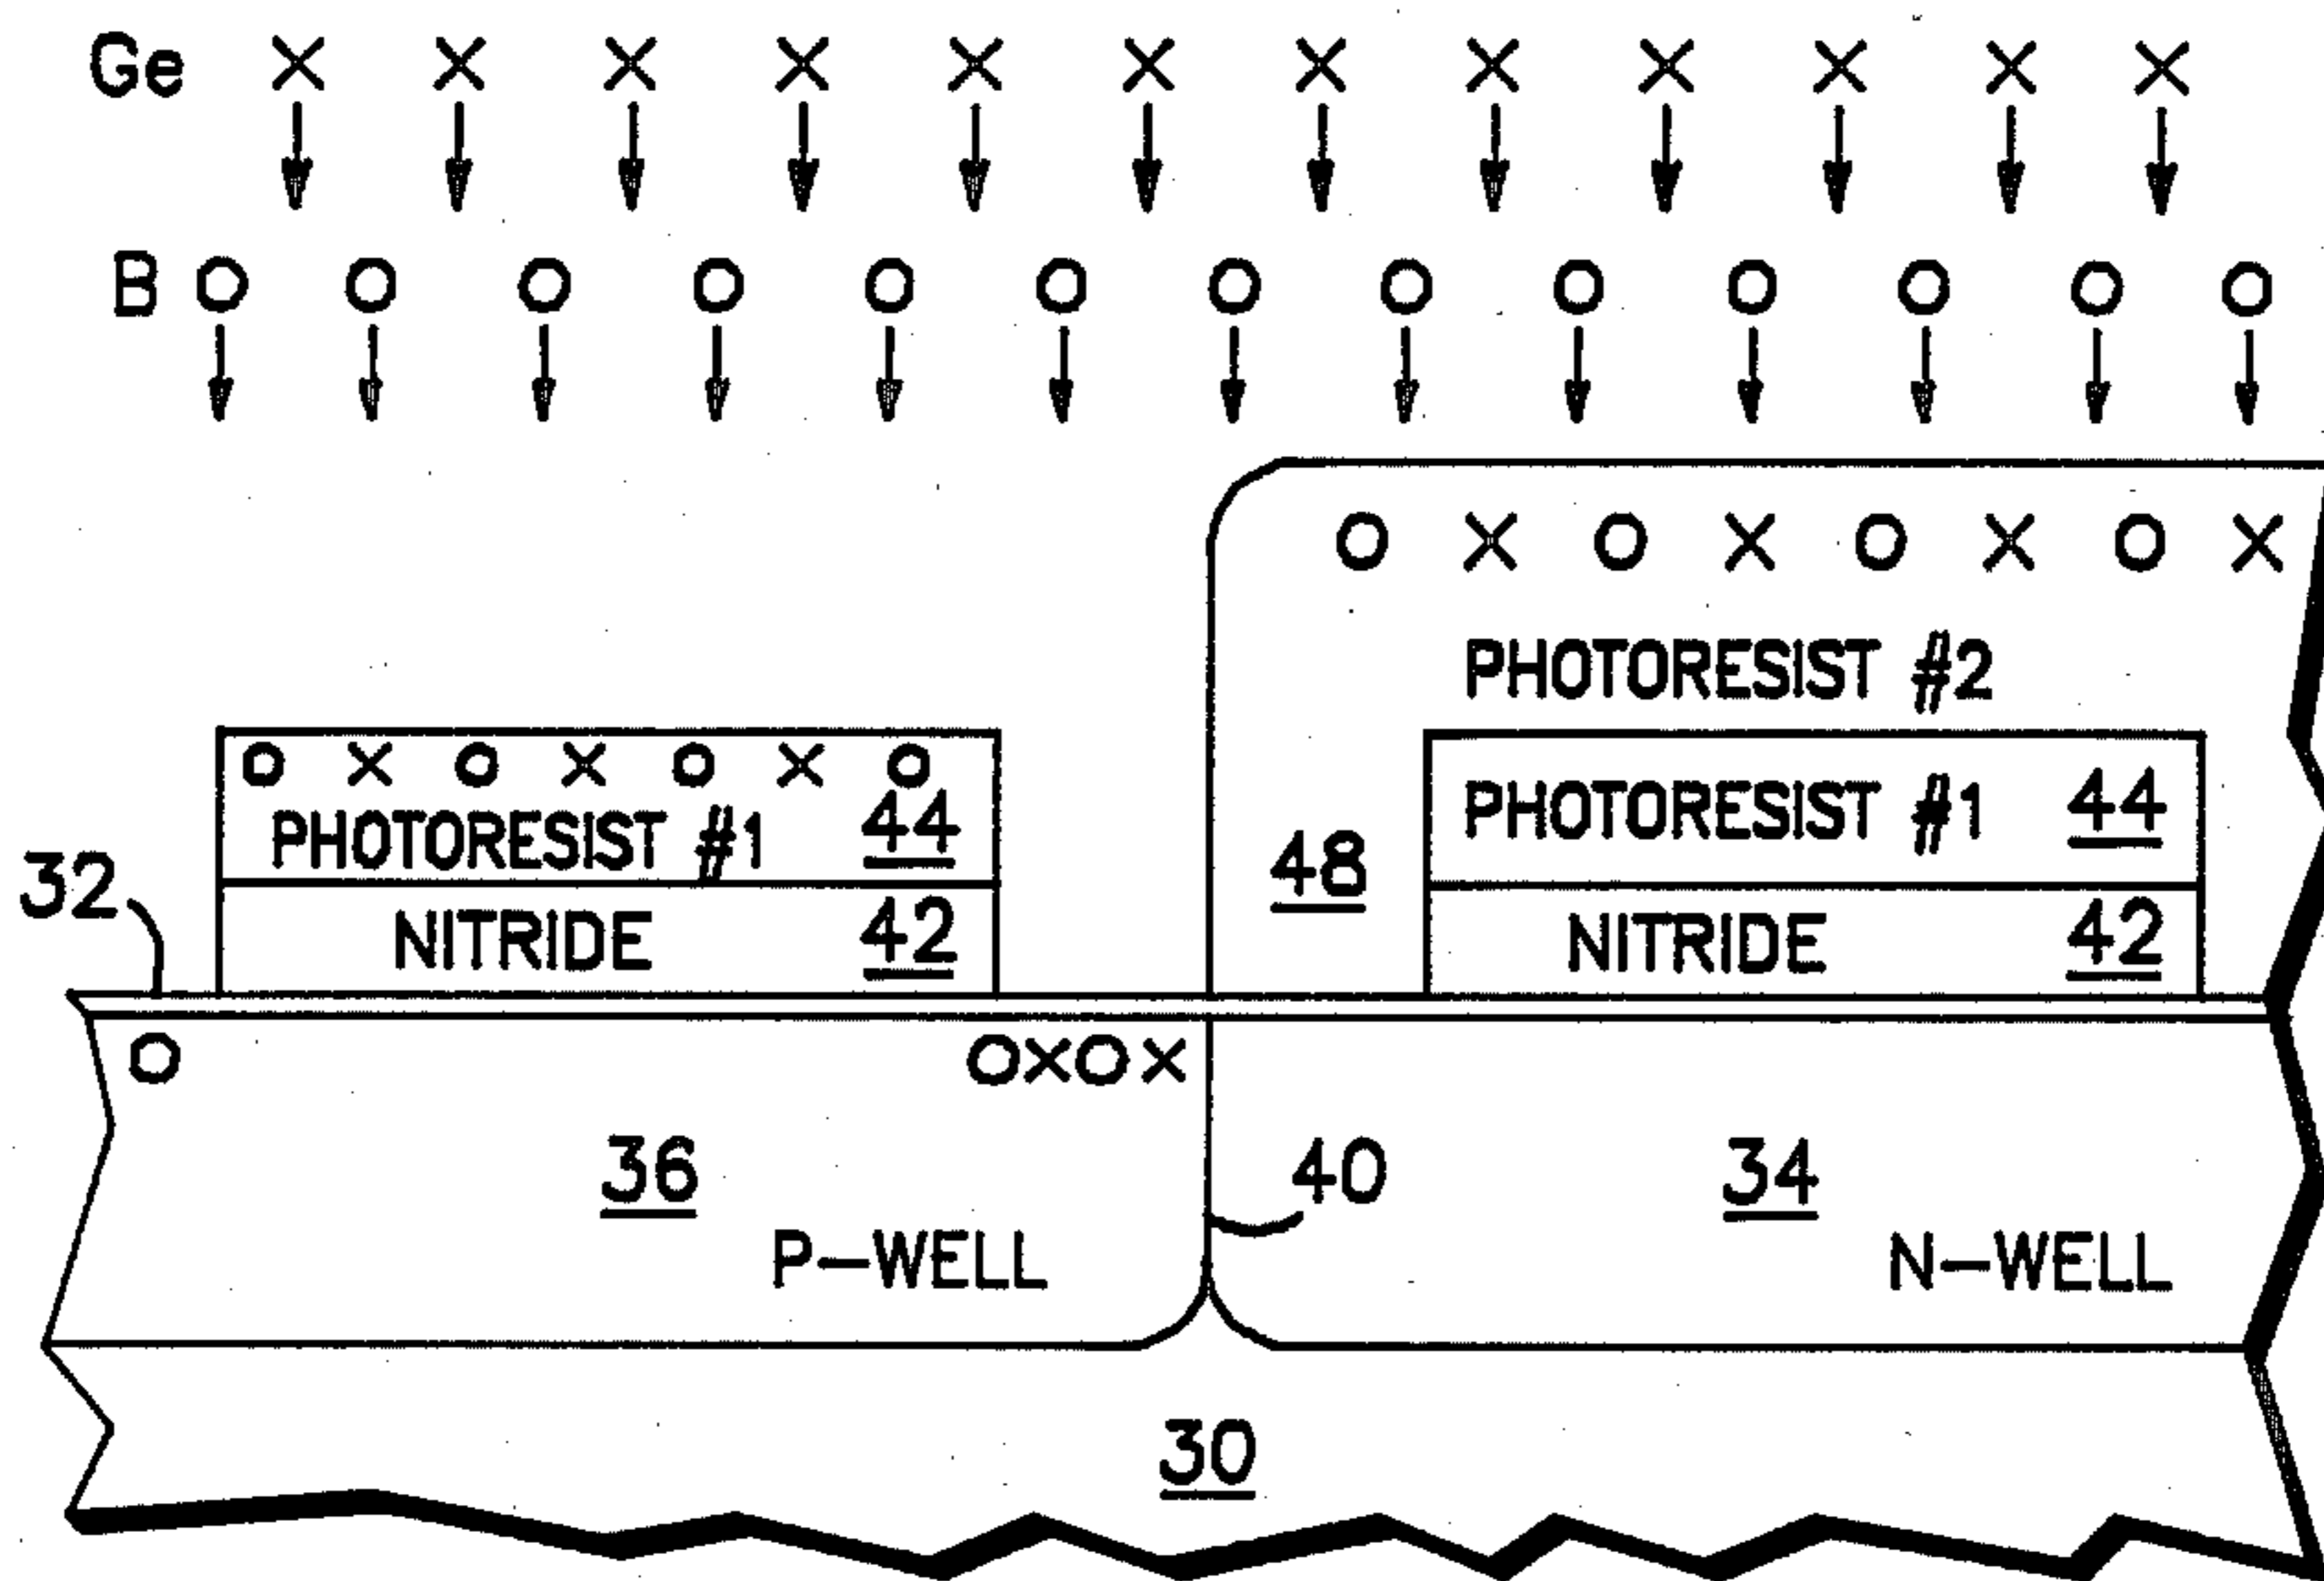 Ge
B
PHOTORESIST #2
PHOTORESIST #1 44
PHOTORESIST #1 44
32
48
NITRIDE 42
NITRIDE 42
36
40
34
P-WELL
N-WELL
30